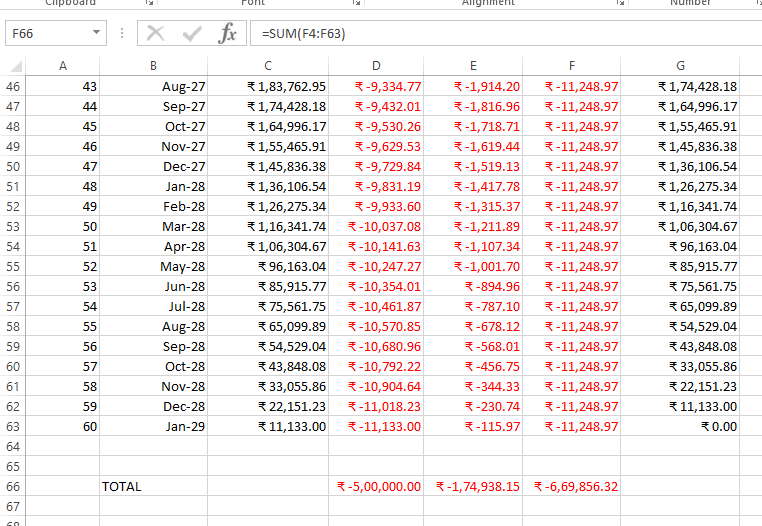 Clipboard Font Alignment Number
F66 fx =SUM(F4:F63)
A B C D E F G
46 43 Aug-27 ₹ 1,83,762.95 ₹ -9,334.77 ₹ -1,914.20 ₹ -11,248.97 ₹ 1,74,428.18
47 44 Sep-27 ₹ 1,74,428.18 ₹ -9,432.01 ₹ -1,816.96 ₹ -11,248.97 ₹ 1,64,996.17
48 45 Oct-27 ₹ 1,64,996.17 ₹ -9,530.26 ₹ -1,718.71 ₹ -11,248.97 ₹ 1,55,465.91
49 46 Nov-27 ₹ 1,55,465.91 ₹ -9,629.53 ₹ -1,619.44 ₹ -11,248.97 ₹ 1,45,836.38
50 47 Dec-27 ₹ 1,45,836.38 ₹ -9,729.84 ₹ -1,519.13 ₹ -11,248.97 ₹ 1,36,106.54
51 48 Jan-28 ₹ 1,36,106.54 ₹ -9,831.19 ₹ -1,417.78 ₹ -11,248.97 ₹ 1,26,275.34
52 49 Feb-28 ₹ 1,26,275.34 ₹ -9,933.60 ₹ -1,315.37 ₹ -11,248.97 ₹ 1,16,341.74
53 50 Mar-28 ₹ 1,16,341.74 ₹ -10,037.08 ₹ -1,211.89 ₹ -11,248.97 ₹ 1,06,304.67
54 51 Apr-28 ₹ 1,06,304.67 ₹ -10,141.63 ₹ -1,107.34 ₹ -11,248.97 ₹ 96,163.04
55 52 May-28 ₹ 96,163.04 ₹ -10,247.27 ₹ -1,001.70 ₹ -11,248.97 ₹ 85,915.77
56 53 Jun-28 ₹ 85,915.77 ₹ -10,354.01 ₹ -894.96 ₹ -11,248.97 ₹ 75,561.75
57 54 Jul-28 ₹ 75,561.75 ₹ -10,461.87 ₹ -787.10 ₹ -11,248.97 ₹ 65,099.89
58 55 Aug-28 ₹ 65,099.89 ₹ -10,570.85 ₹ -678.12 ₹ -11,248.97 ₹ 54,529.04
59 56 Sep-28 ₹ 54,529.04 ₹ -10,680.96 ₹ -568.01 ₹ -11,248.97 ₹ 43,848.08
60 57 Oct-28 ₹ 43,848.08 ₹ -10,792.22 ₹ -456.75 ₹ -11,248.97 ₹ 33,055.86
61 58 Nov-28 ₹ 33,055.86 ₹ -10,904.64 ₹ -344.33 ₹ -11,248.97 ₹ 22,151.23
62 59 Dec-28 ₹ 22,151.23 ₹ -11,018.23 ₹ -230.74 ₹ -11,248.97 ₹ 11,133.00
63 60 Jan-29 ₹ 11,133.00 ₹ -11,133.00 ₹ -115.97 ₹ -11,248.97 ₹ 0.00
64
65
66 TOTAL ₹ -5,00,000.00 ₹ -1,74,938.15 ₹ -6,69,856.32
67
68